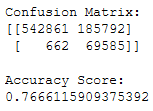 Confusion Matrix:
[[542861 185792]
 [   662  69585]]
Accuracy Score:
0.7666115909375392